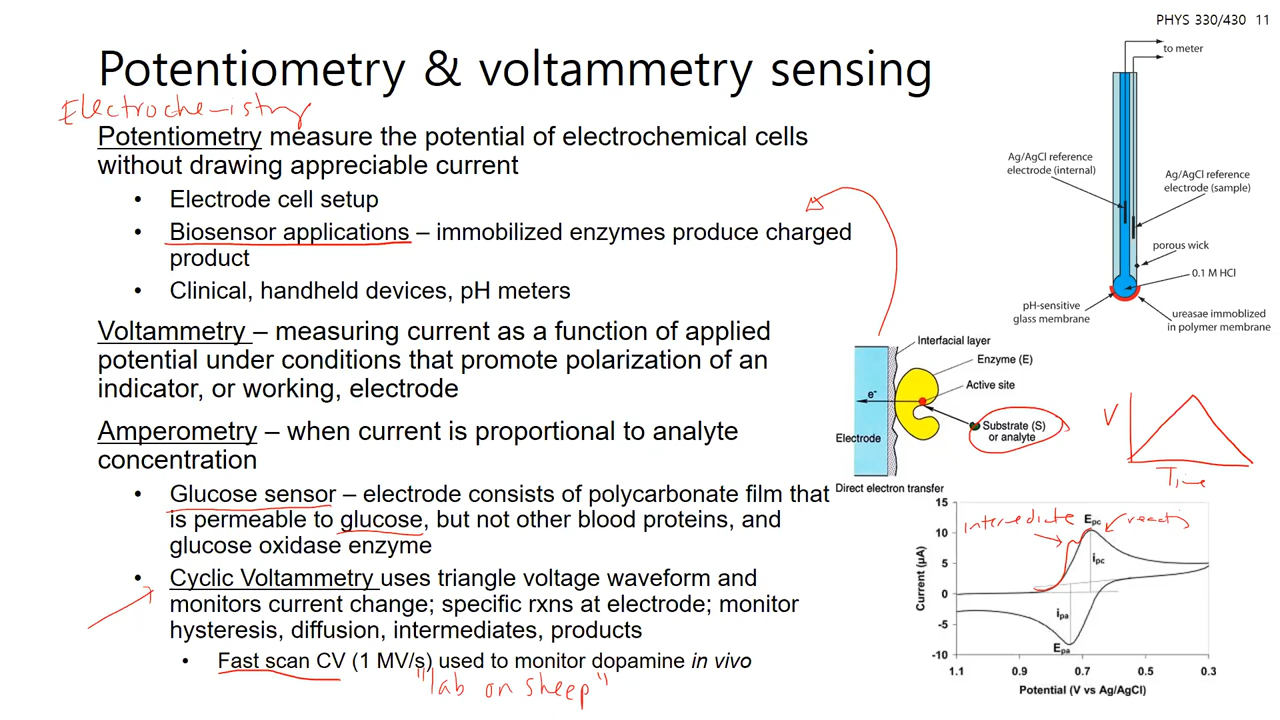 PHYS 330/430 11
Potentiometry & voltammetry sensing
Electrochemistry
Potentiometry measure the potential of electrochemical cells
without drawing appreciable current
• Electrode cell setup
• Biosensor applications – immobilized enzymes produce charged
product
• Clinical, handheld devices, pH meters
Voltammetry – measuring current as a function of applied
potential under conditions that promote polarization of an
indicator, or working, electrode
Amperometry – when current is proportional to analyte
concentration
• Glucose sensor – electrode consists of polycarbonate film that
is permeable to glucose, but not other blood proteins, and
glucose oxidase enzyme
• Cyclic Voltammetry uses triangle voltage waveform and
monitors current change; specific rxns at electrode; monitor
hysteresis, diffusion, intermediates, products
• Fast scan CV (1 MV/s) used to monitor dopamine in vivo
"lab on sheep"
to meter
Ag/AgCl reference
electrode (internal)
Ag/AgCl reference
electrode (sample)
porous wick
0.1 M HCl
pH-sensitive
glass membrane
ureasae immoblized
in polymer membrane
Interfacial layer
Enzyme (E)
Active site
e-
Substrate (S)
or analyte
Electrode
Direct electron transfer
V
Time
15
10
5
0
-5
-10
Current (µA)
intermediate
Epc
ipc
ipa
Epa
1.1 0.9 0.7 0.5 0.3
Potential (V vs Ag/AgCl)